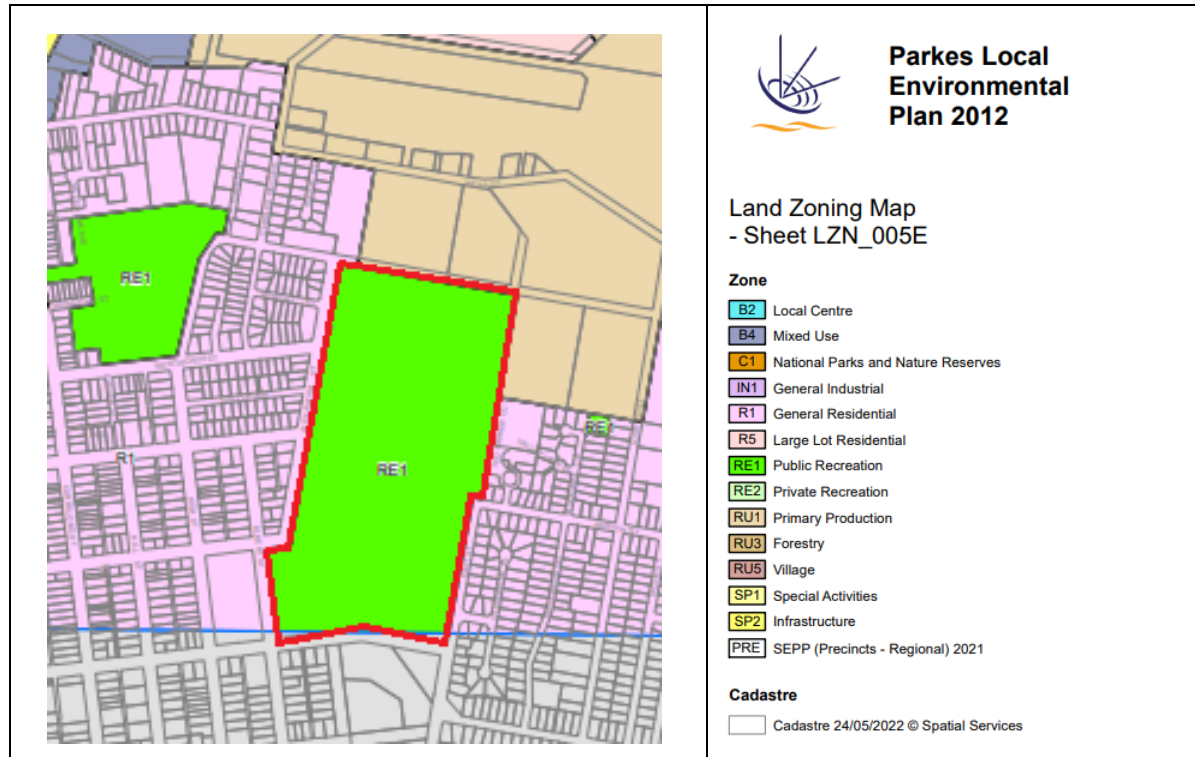 RE1
RE1
RE1
R1
Parkes Local
Environmental
Plan 2012
Land Zoning Map
- Sheet LZN_005E
Zone
B2 Local Centre
B4 Mixed Use
C1 National Parks and Nature Reserves
IN1 General Industrial
R1 General Residential
R5 Large Lot Residential
RE1 Public Recreation
RE2 Private Recreation
RU1 Primary Production
RU3 Forestry
RU5 Village
SP1 Special Activities
SP2 Infrastructure
PRE SEPP (Precincts - Regional) 2021
Cadastre
Cadastre 24/05/2022 © Spatial Services